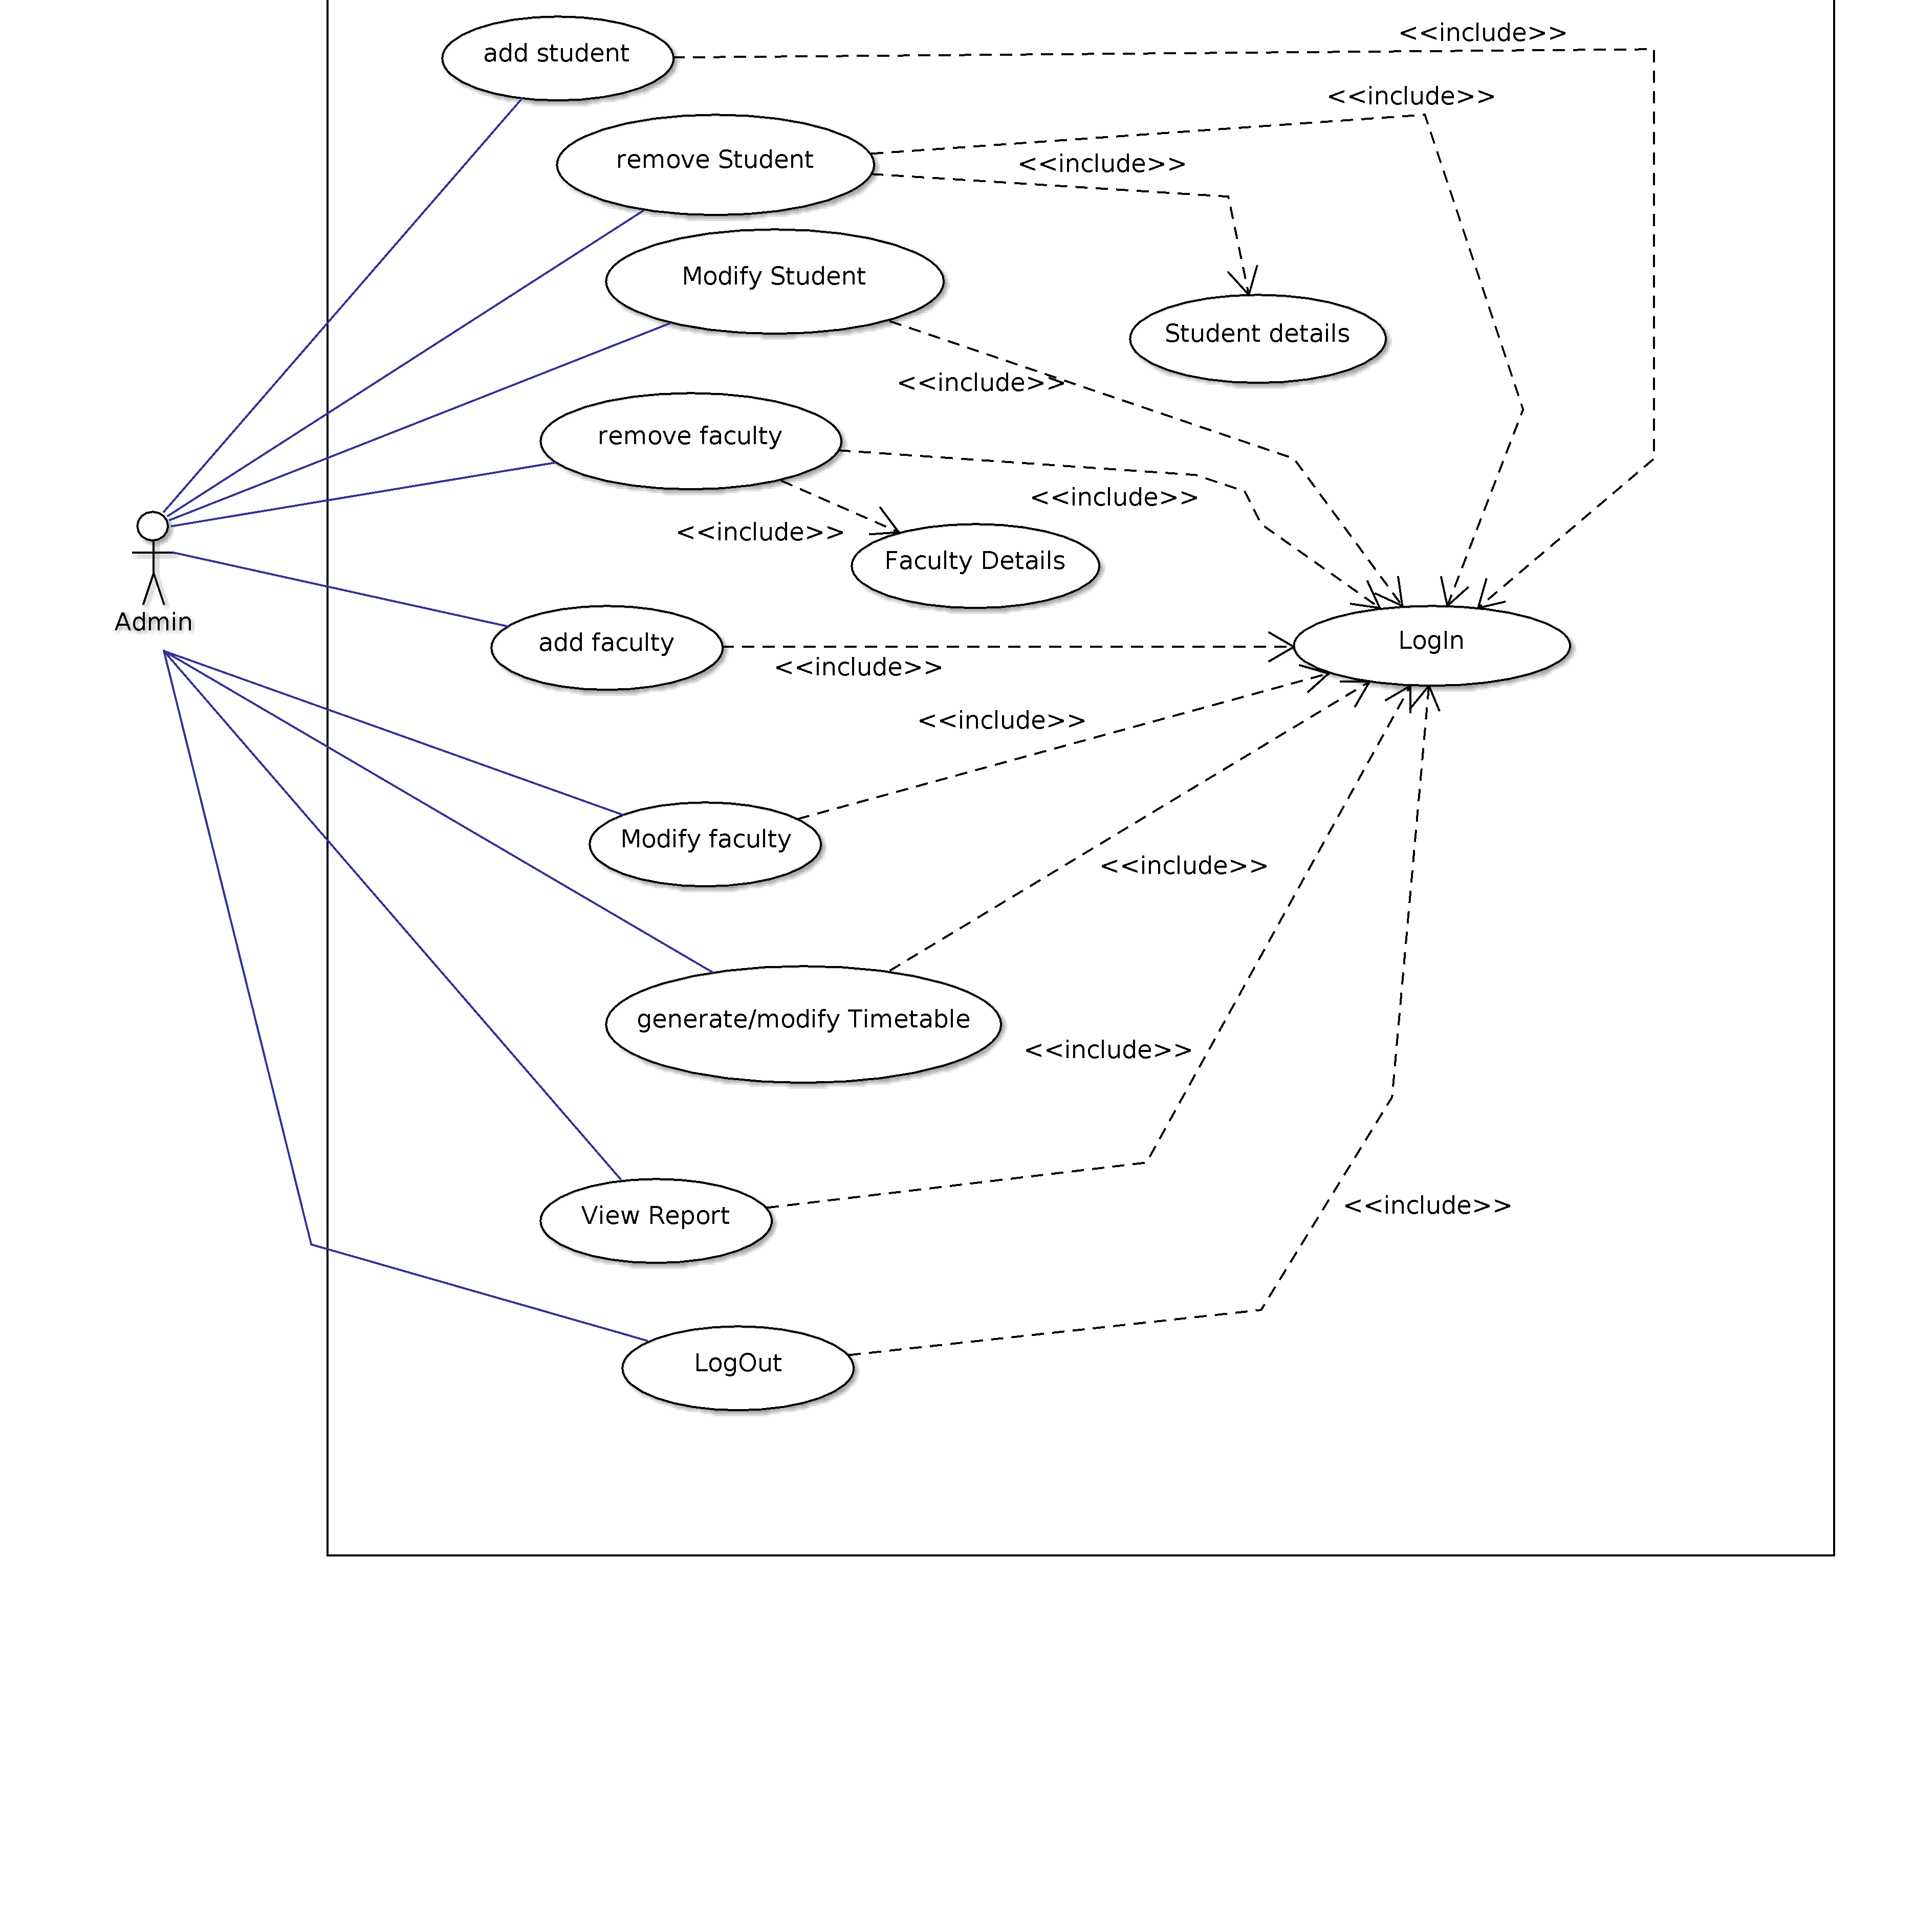 <<include>>
add student
<<include>>
remove Student
<<include>>
Modify Student
Student details
<<include>>
remove faculty
<<include>>
<<include>>
Faculty Details
Admin
add faculty
LogIn
<<include>>
<<include>>
Modify faculty
<<include>>
generate/modify Timetable
<<include>>
View Report
<<include>>
LogOut